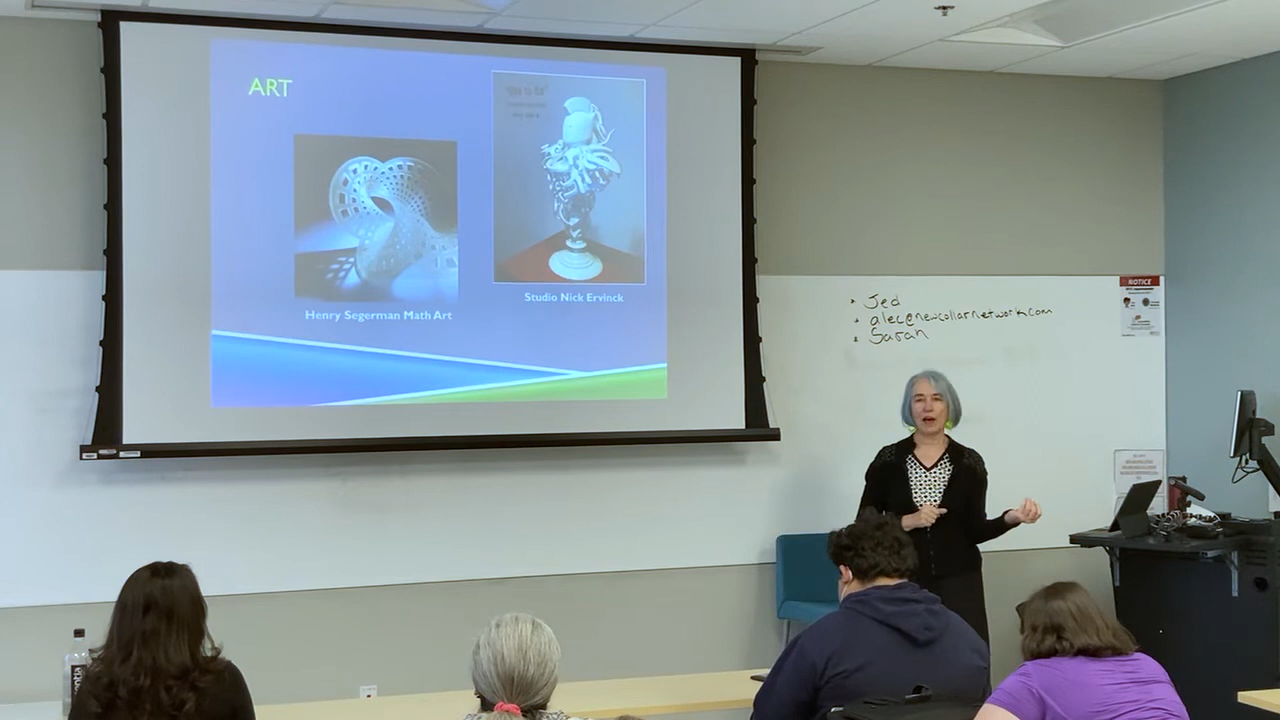 ART
Studio Nick Ervinck
Henry Segerman Math Art
Jed
alec@newcollarnetwork.com
Sarah
NOTICE